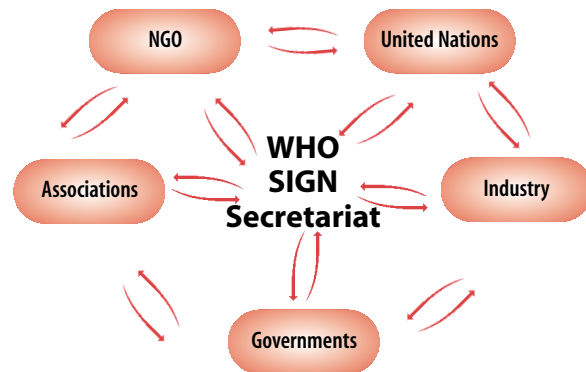 NGO
United Nations
WHO
SIGN
Secretariat
Associations
Industry
Governments